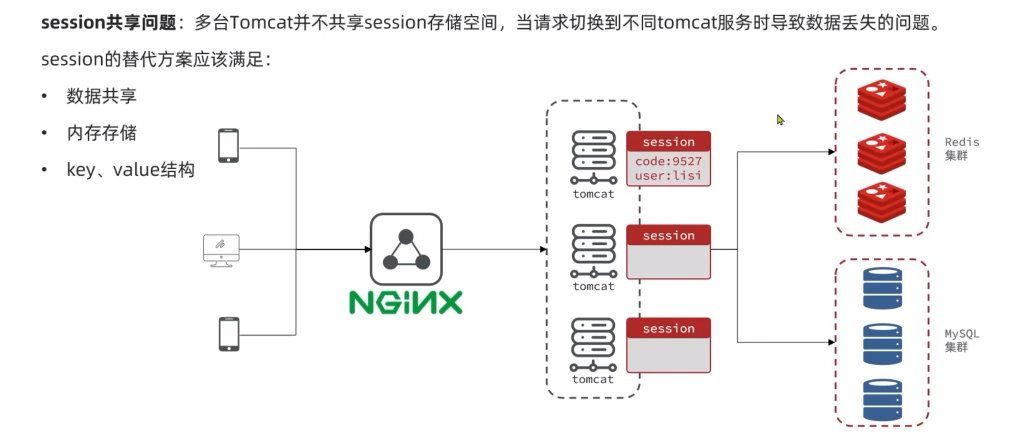 session共享问题：多台Tomcat并不共享session存储空间，当请求切换到不同tomcat服务时导致数据丢失的问题。
session的替代方案应该满足：
• 数据共享
• 内存存储
• key、value结构
NGINX
session
code:9527
user:lisi
tomcat
session
tomcat
session
tomcat
Redis
集群
MySQL
集群